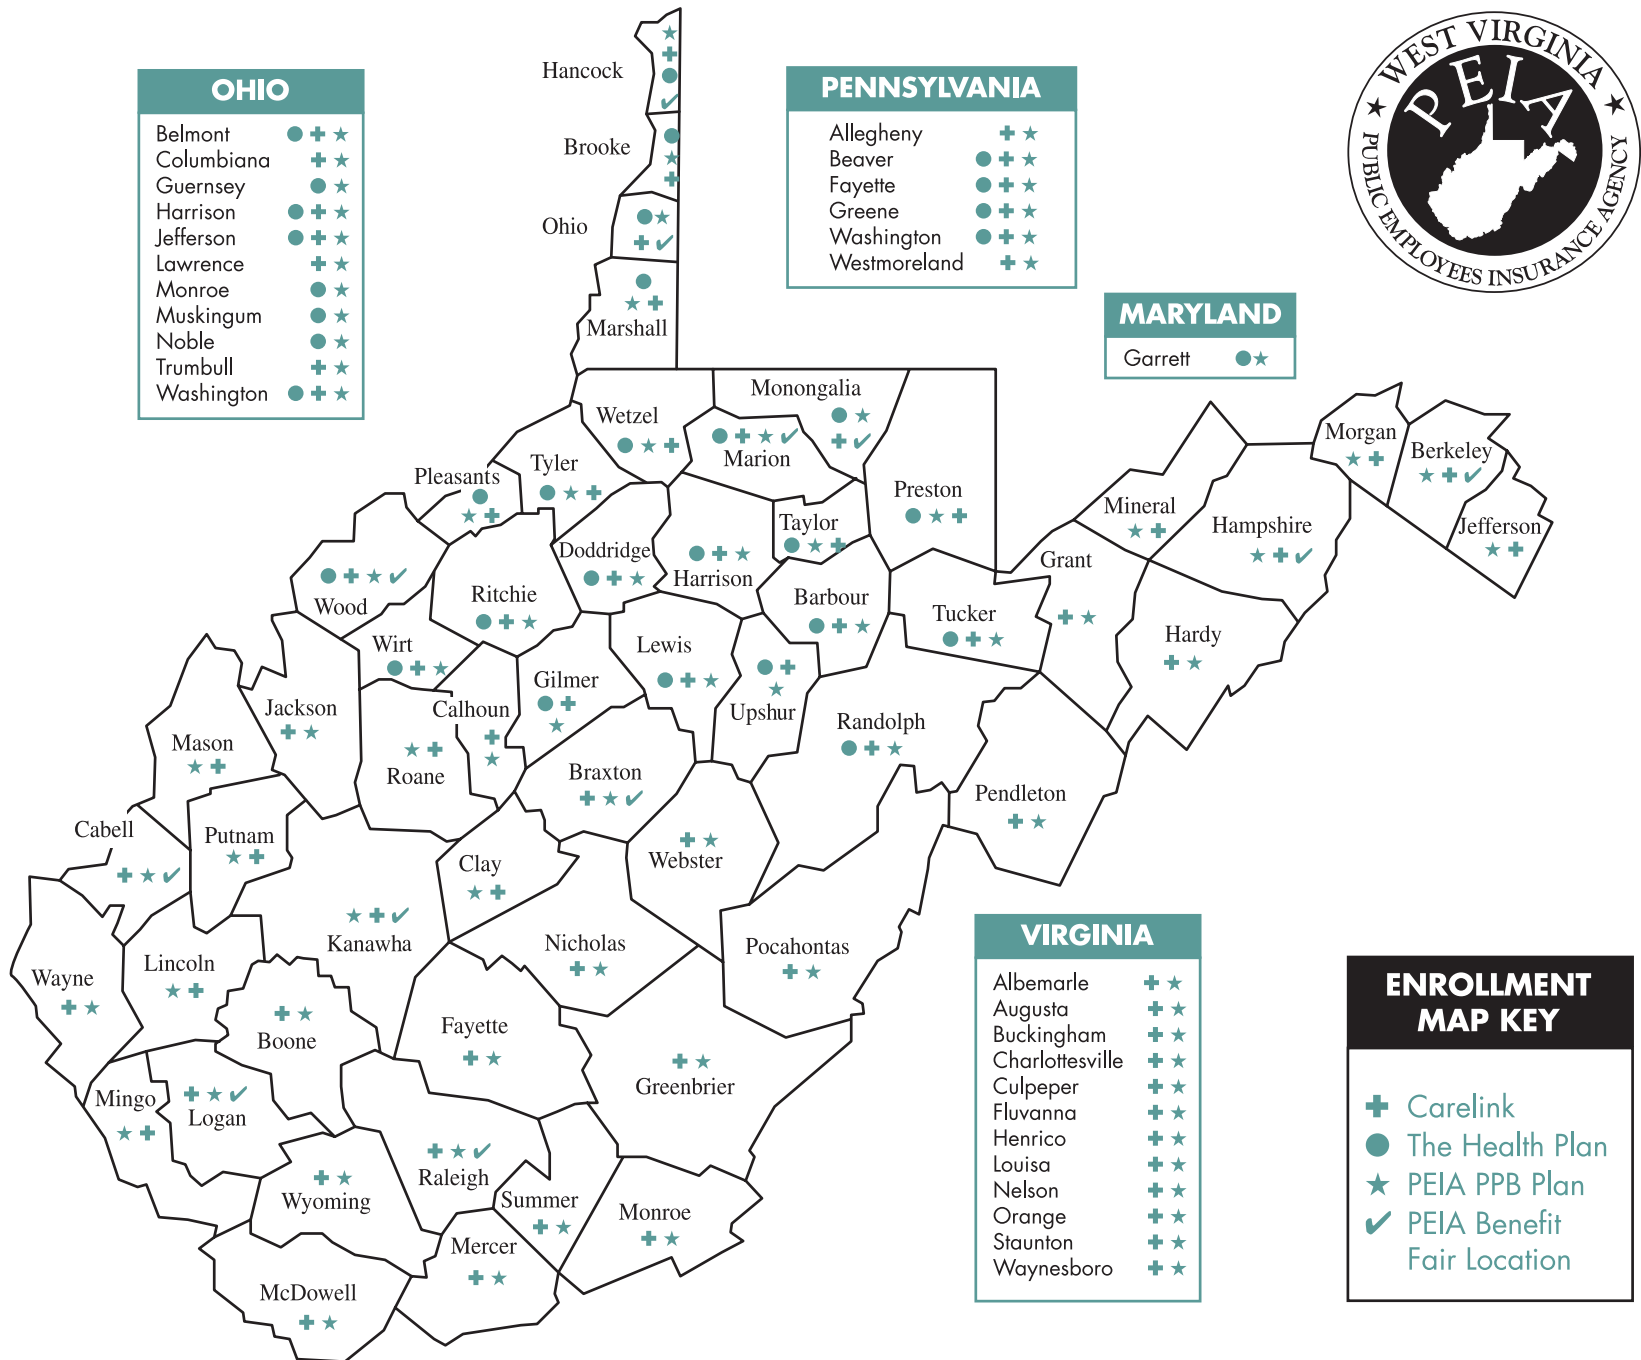 WEST VIRGINIA
PEIA
PUBLIC EMPLOYEES INSURANCE AGENCY
OHIO
Belmont
Columbiana
Guernsey
Harrison
Jefferson
Lawrence
Monroe
Muskingum
Noble
Trumbull
Washington
PENNSYLVANIA
Allegheny
Beaver
Fayette
Greene
Washington
Westmoreland
MARYLAND
Garrett
Hancock
Brooke
Ohio
Marshall
Wetzel
Monongalia
Marion
Tyler
Pleasants
Preston
Taylor
Doddridge
Harrison
Wood
Ritchie
Barbour
Tucker
Grant
Mineral
Hampshire
Morgan
Berkeley
Jefferson
Hardy
Wirt
Lewis
Gilmer
Upshur
Calhoun
Jackson
Mason
Roane
Randolph
Braxton
Pendleton
Cabell
Putnam
Clay
Webster
Kanawha
Nicholas
Pocahontas
Wayne
Lincoln
Boone
Fayette
Greenbrier
Mingo
Logan
Raleigh
Wyoming
Summer
Monroe
Mercer
McDowell
VIRGINIA
Albemarle
Augusta
Buckingham
Charlottesville
Culpeper
Fluvanna
Henrico
Louisa
Nelson
Orange
Staunton
Waynesboro
ENROLLMENT
MAP KEY
Carelink
The Health Plan
PEIA PPB Plan
PEIA Benefit
Fair Location